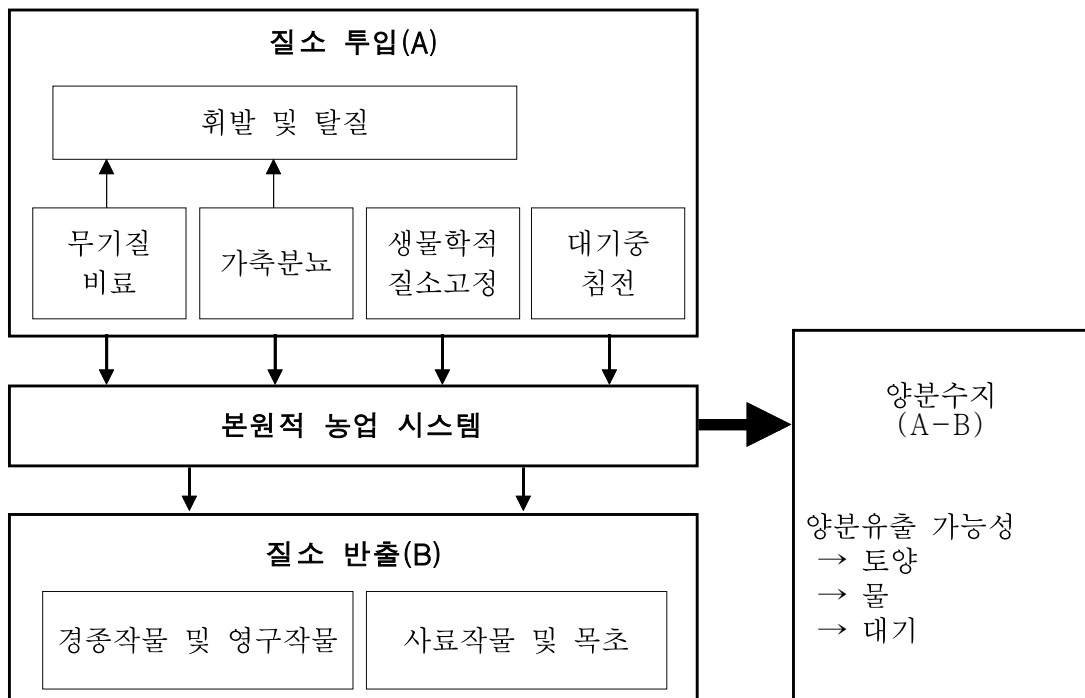 질소 투입(A)
휘발 및 탈질
무기질
비료
가축분뇨
생물학적
질소고정
대기중
침전
본원적 농업 시스템
질소 반출(B)
경종작물 및 영구작물
사료작물 및 목초
양분수지
(A-B)
양분유출 가능성
→ 토양
→ 물
→ 대기